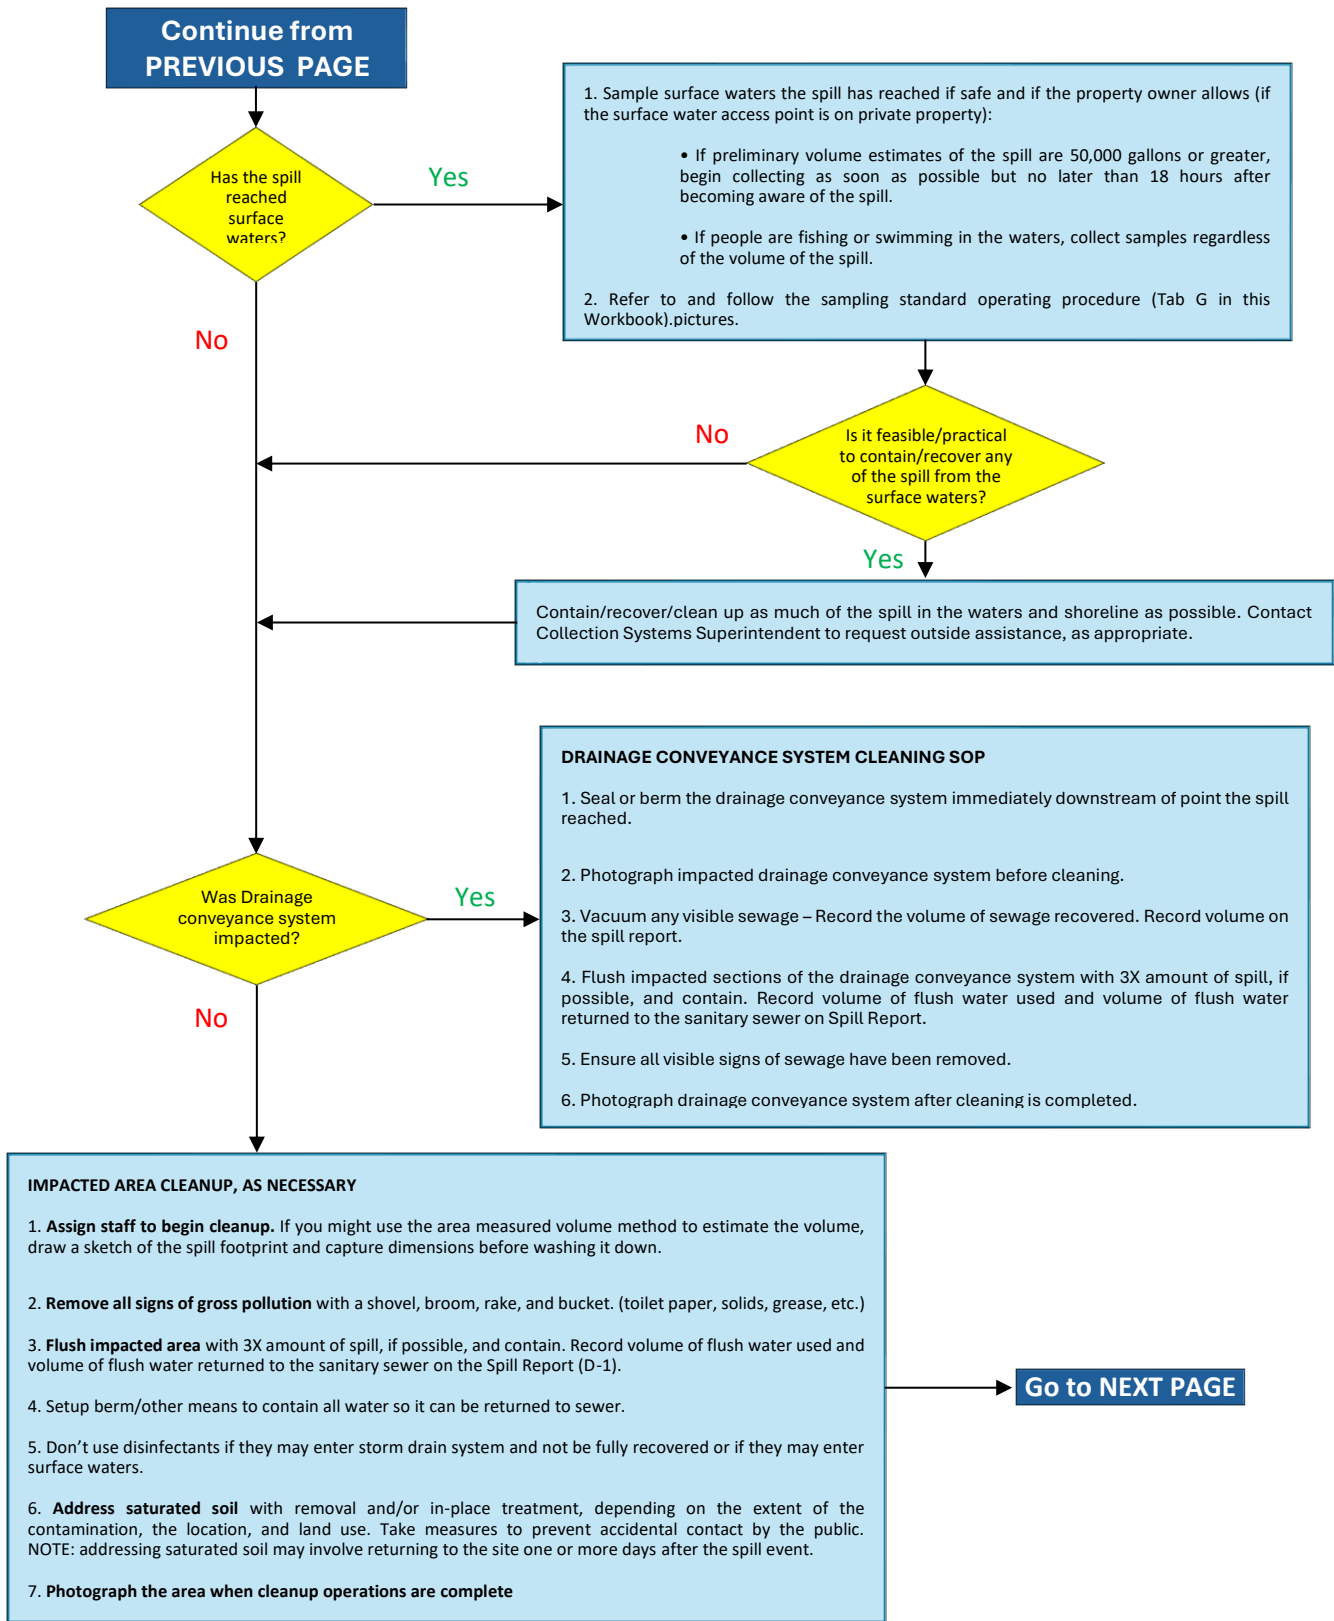 Continue from
PREVIOUS PAGE
Has the spill
reached
surface
waters?
Yes
No
1. Sample surface waters the spill has reached if safe and if the property owner allows (if
the surface water access point is on private property):
• If preliminary volume estimates of the spill are 50,000 gallons or greater,
begin collecting as soon as possible but no later than 18 hours after
becoming aware of the spill.
• If people are fishing or swimming in the waters, collect samples regardless
of the volume of the spill.
2. Refer to and follow the sampling standard operating procedure (Tab G in this
Workbook).pictures.
No
Is it feasible/practical
to contain/recover any
of the spill from the
surface waters?
Yes
Contain/recover/clean up as much of the spill in the waters and shoreline as possible. Contact
Collection Systems Superintendent to request outside assistance, as appropriate.
Was Drainage
conveyance system
impacted?
Yes
No
DRAINAGE CONVEYANCE SYSTEM CLEANING SOP
1. Seal or berm the drainage conveyance system immediately downstream of point the spill
reached.
2. Photograph impacted drainage conveyance system before cleaning.
3. Vacuum any visible sewage – Record the volume of sewage recovered. Record volume on
the spill report.
4. Flush impacted sections of the drainage conveyance system with 3X amount of spill, if
possible, and contain. Record volume of flush water used and volume of flush water
returned to the sanitary sewer on Spill Report.
5. Ensure all visible signs of sewage have been removed.
6. Photograph drainage conveyance system after cleaning is completed.
IMPACTED AREA CLEANUP, AS NECESSARY
1. Assign staff to begin cleanup. If you might use the area measured volume method to estimate the volume,
draw a sketch of the spill footprint and capture dimensions before washing it down.
2. Remove all signs of gross pollution with a shovel, broom, rake, and bucket. (toilet paper, solids, grease, etc.)
3. Flush impacted area with 3X amount of spill, if possible, and contain. Record volume of flush water used and
volume of flush water returned to the sanitary sewer on the Spill Report (D-1).
4. Setup berm/other means to contain all water so it can be returned to sewer.
5. Don’t use disinfectants if they may enter storm drain system and not be fully recovered or if they may enter
surface waters.
6. Address saturated soil with removal and/or in-place treatment, depending on the extent of the
contamination, the location, and land use. Take measures to prevent accidental contact by the public.
NOTE: addressing saturated soil may involve returning to the site one or more days after the spill event.
7. Photograph the area when cleanup operations are complete
Go to NEXT PAGE